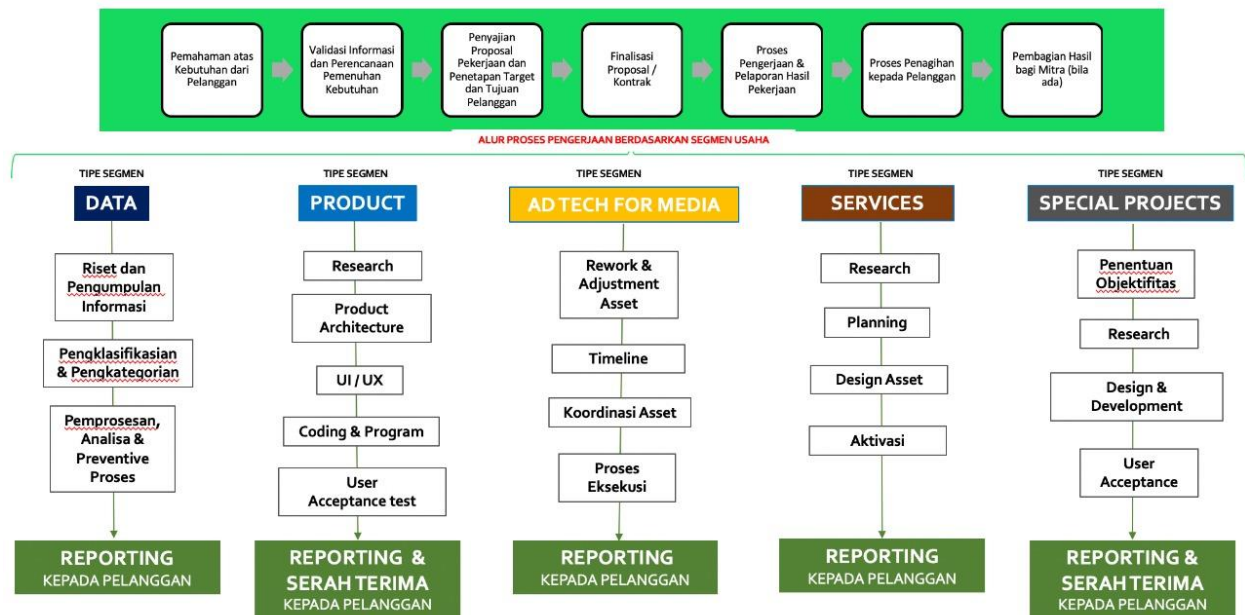 Pemahaman atas
Kebutuhan dari
Pelanggan
Validasi Informasi
dan Perencanaan
Pemenuhan
Kebutuhan
Penyajian
Proposal
Pekerjaan dan
Penetapan Target
dan Tujuan
Pelanggan
Finalisasi
Proposal /
Kontrak
Proses
Pengerjaan &
Pelaporan Hasil
Pekerjaan
Proses Penagihan
kepada Pelanggan
Pembagian Hasil
bagi Mitra (bila
ada)
ALUR PROSES PENGERJAAN BERDASARKAN SEGMEN USAHA
TIPE SEGMEN
DATA
Riset dan
Pengumpulan
Informasi
Pengklasifikasian
& Pengkategorian
Pemprosesan,
Analisa &
Preventive
Proses
REPORTING
KEPADA PELANGGAN
TIPE SEGMEN
PRODUCT
Research
Product
Architecture
UI / UX
Coding & Program
User
Acceptance test
REPORTING &
SERAH TERIMA
KEPADA PELANGGAN
TIPE SEGMEN
AD TECH FOR MEDIA
Rework &
Adjustment
Asset
Timeline
Koordinasi Asset
Proses
Eksekusi
REPORTING
KEPADA PELANGGAN
TIPE SEGMEN
SERVICES
Research
Planning
Design Asset
Aktivasi
REPORTING
KEPADA PELANGGAN
TIPE SEGMEN
SPECIAL PROJECTS
Penentuan
Objektifitas
Research
Design &
Development
User
Acceptance
REPORTING &
SERAH TERIMA
KEPADA PELANGGAN